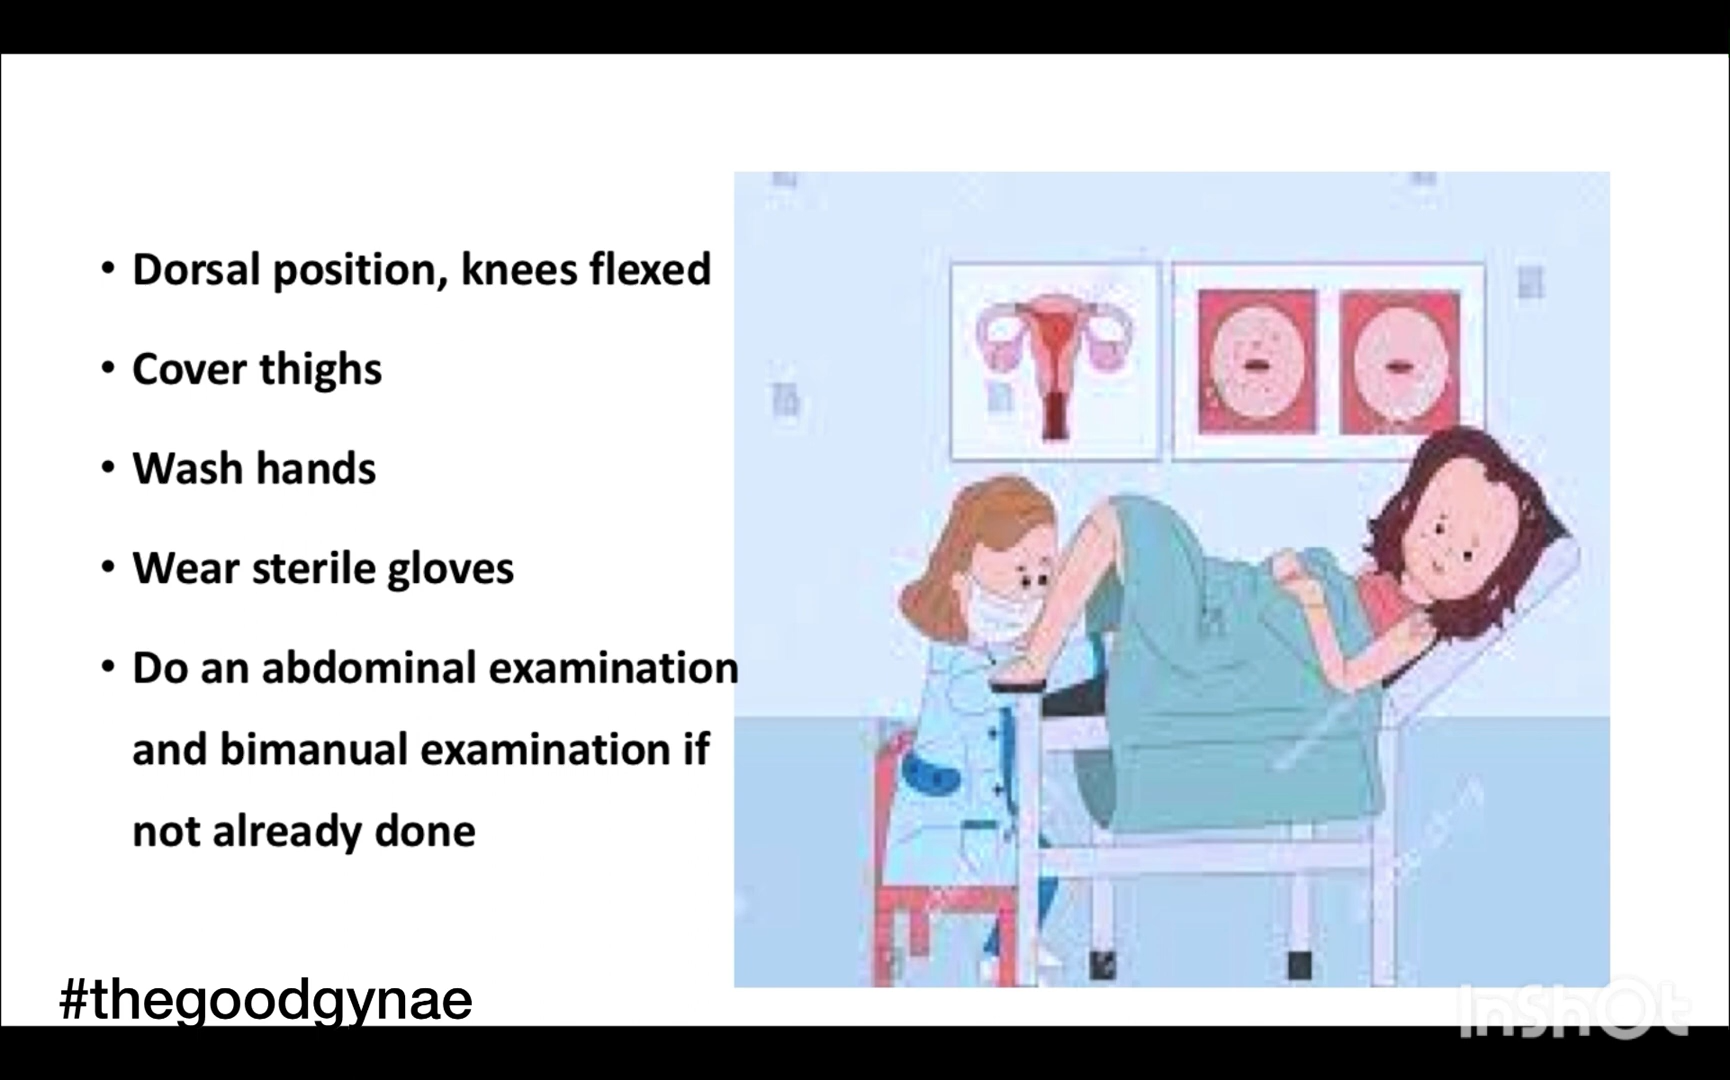 • Dorsal position, knees flexed
• Cover thighs
• Wash hands
• Wear sterile gloves
• Do an abdominal examination
and bimanual examination if
not already done
#thegoodgynae
InShOt